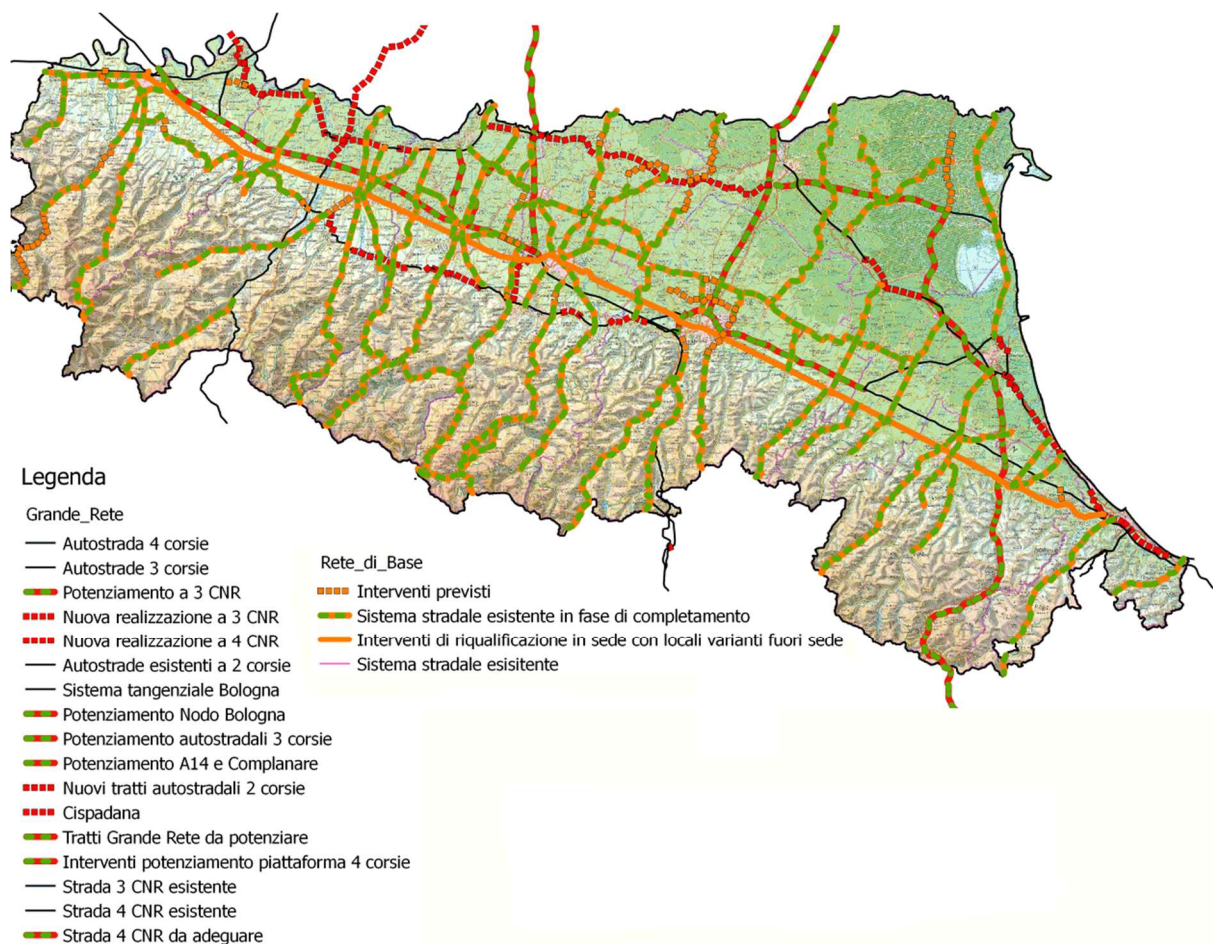 Legenda
Grande_Rete
Autostrada 4 corsie
Autostrade 3 corsie
Potenziamento a 3 CNR
Nuova realizzazione a 3 CNR
Nuova realizzazione a 4 CNR
Autostrade esistenti a 2 corsie
Sistema tangenziale Bologna
Potenziamento Nodo Bologna
Potenziamento autostradali 3 corsie
Potenziamento A14 e Complanare
Nuovi tratti autostradali 2 corsie
Cispadana
Tratti Grande Rete da potenziare
Interventi potenziamento piattaforma 4 corsie
Strada 3 CNR esistente
Strada 4 CNR esistente
Strada 4 CNR da adeguare
Rete_di_Base
Interventi previsti
Sistema stradale esistente in fase di completamento
Interventi di riqualificazione in sede con locali varianti fuori sede
Sistema stradale esisitente